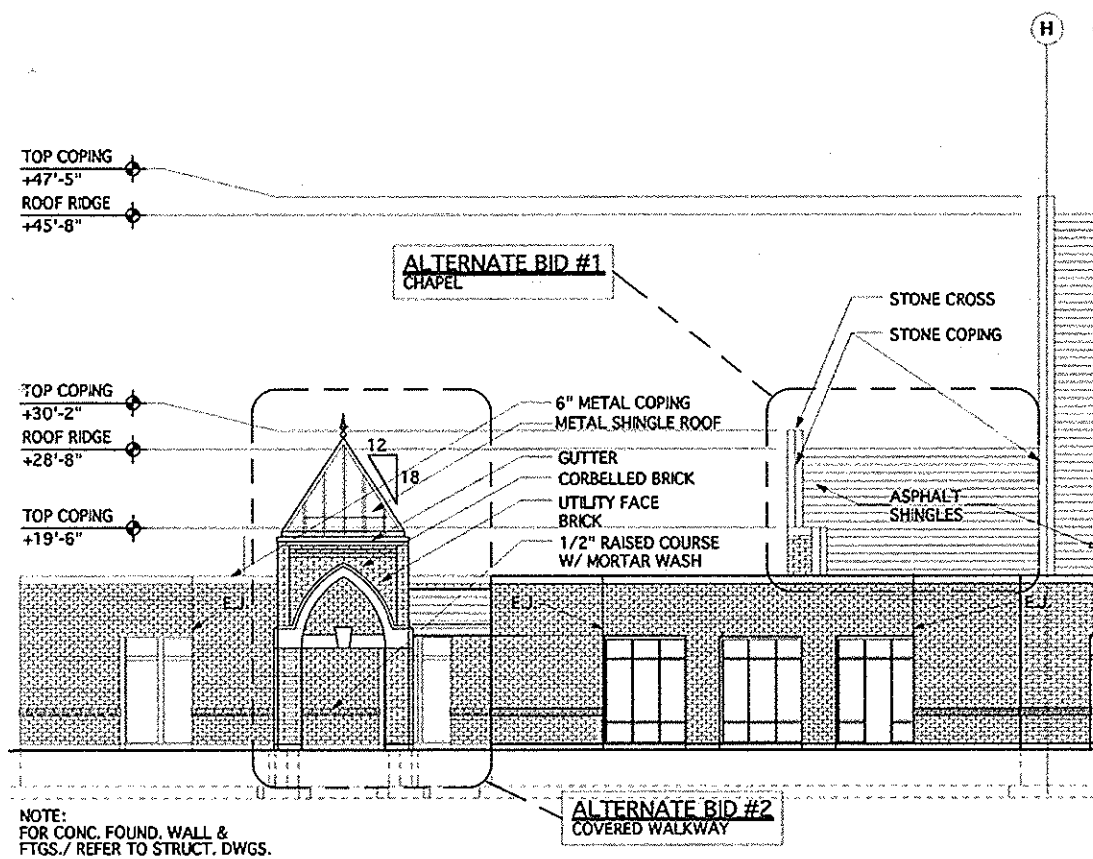 H
TOP COPING
+47'-5"
ROOF RIDGE
+45'-8"
ALTERNATE BID #1
CHAPEL
STONE CROSS
STONE COPING
TOP COPING
+30'-2"
ROOF RIDGE
+28'-8"
TOP COPING
+19'-6"
6" METAL COPING
METAL SHINGLE ROOF
12
18
GUTTER
CORBELLED BRICK
UTILITY FACE
BRICK
1/2" RAISED COURSE
W/ MORTAR WASH
ASPHALT
SHINGLES
E.J.
E.J.
E.J.
ALTERNATE BID #2
COVERED WALKWAY
NOTE:
FOR CONC. FOUND. WALL &
FTGS./ REFER TO STRUCT. DWGS.